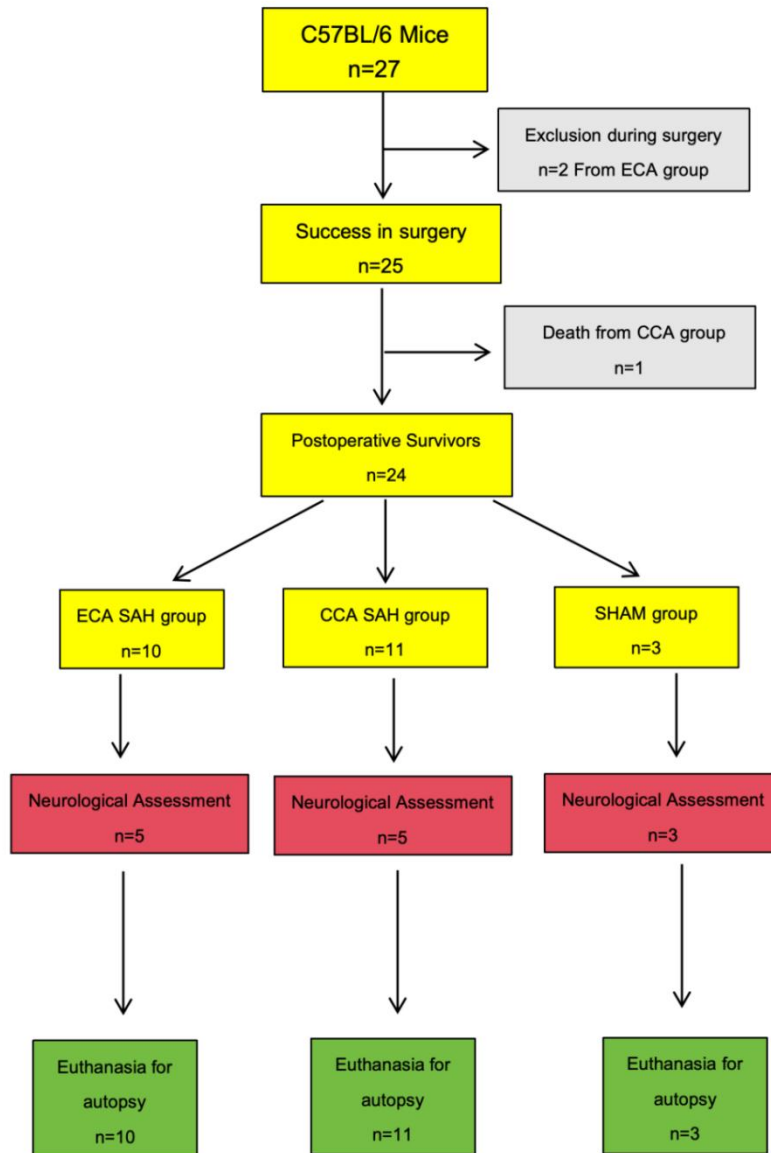 C57BL/6 Mice
n=27
Exclusion during surgery
n=2 From ECA group
Success in surgery
n=25
Death from CCA group
n=1
Postoperative Survivors
n=24
ECA SAH group
n=10
CCA SAH group
n=11
SHAM group
n=3
Neurological Assessment
n=5
Neurological Assessment
n=5
Neurological Assessment
n=3
Euthanasia for
autopsy
n=10
Euthanasia for
autopsy
n=11
Euthanasia for
autopsy
n=3